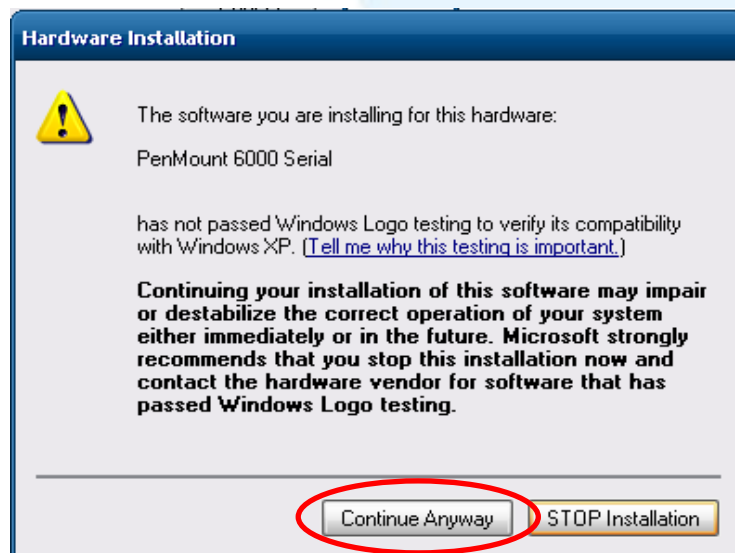 Hardware Installation
The software you are installing for this hardware:
PenMount 6000 Serial
has not passed Windows Logo testing to verify its compatibility
with Windows XP. (Tell me why this testing is important.)
Continuing your installation of this software may impair
or destabilize the correct operation of your system
either immediately or in the future. Microsoft strongly
recommends that you stop this installation now and
contact the hardware vendor for software that has
passed Windows Logo testing.
Continue Anyway
STOP Installation